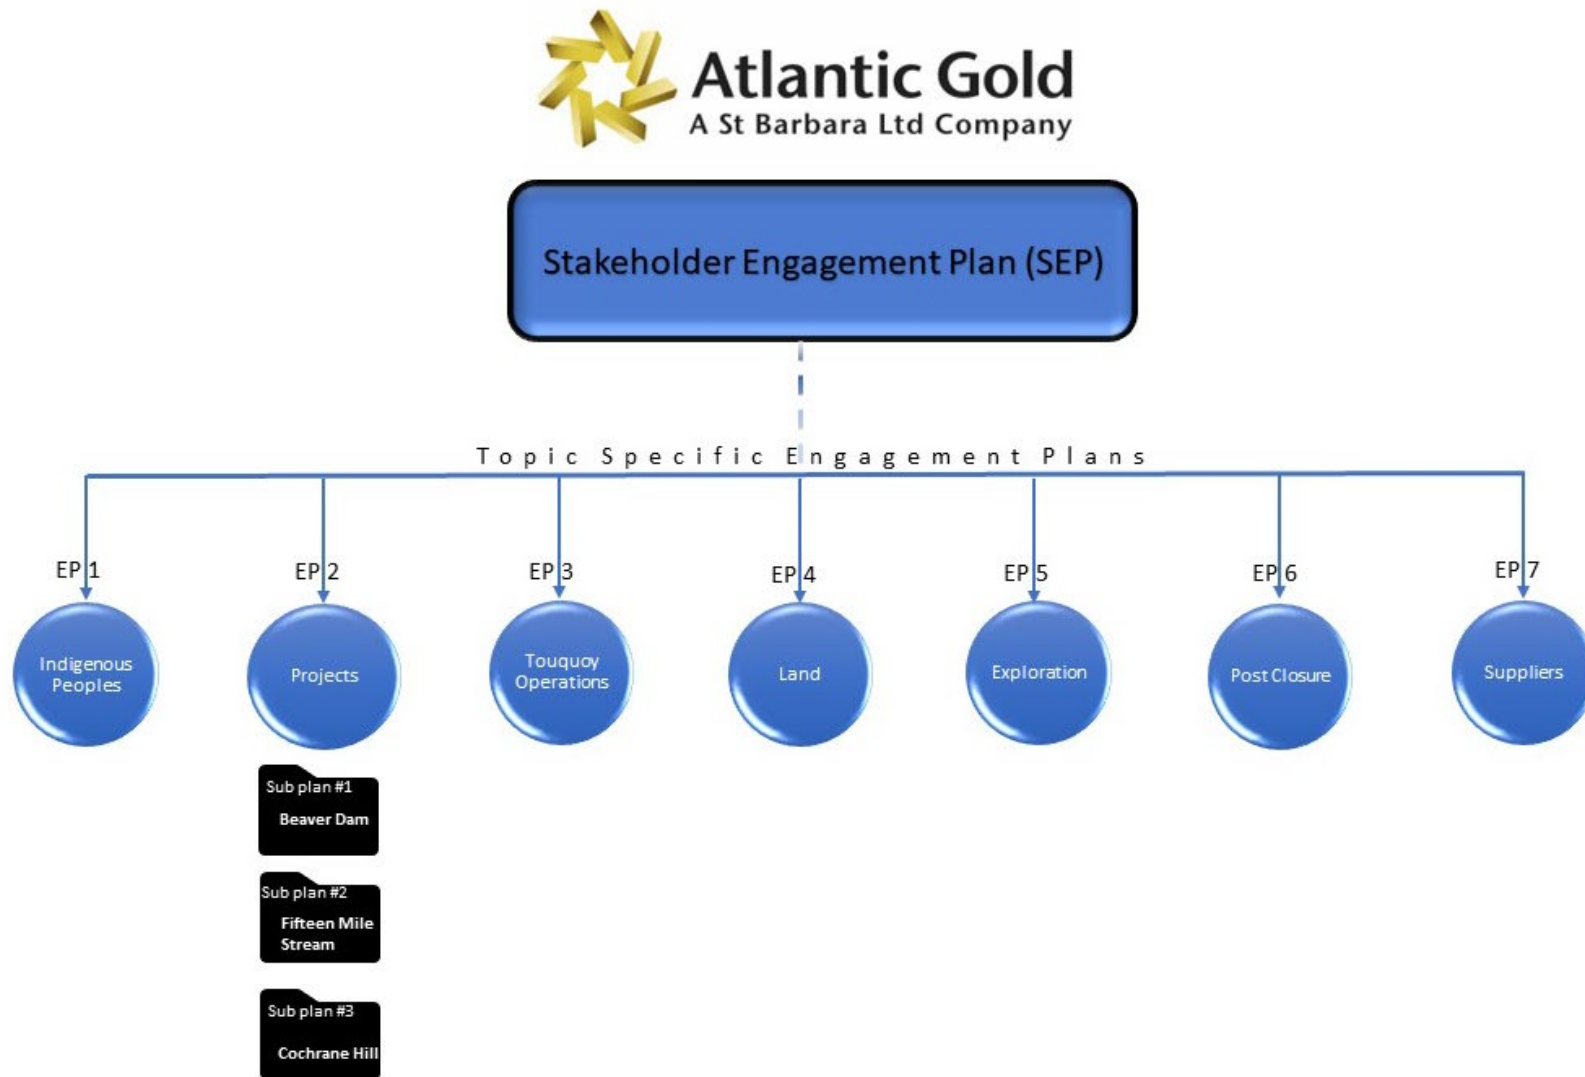 Atlantic Gold
A St Barbara Ltd Company
Stakeholder Engagement Plan (SEP)
Topic Specific Engagement Plans
EP 1
EP 2
EP 3
EP 4
EP 5
EP 6
EP 7
Indigenous
Peoples
Projects
Touquoy
Operations
Land
Exploration
Post Closure
Suppliers
Sub plan #1
Beaver Dam
Sub plan #2
Fifteen Mile
Stream
Sub plan #3
Cochrane Hill